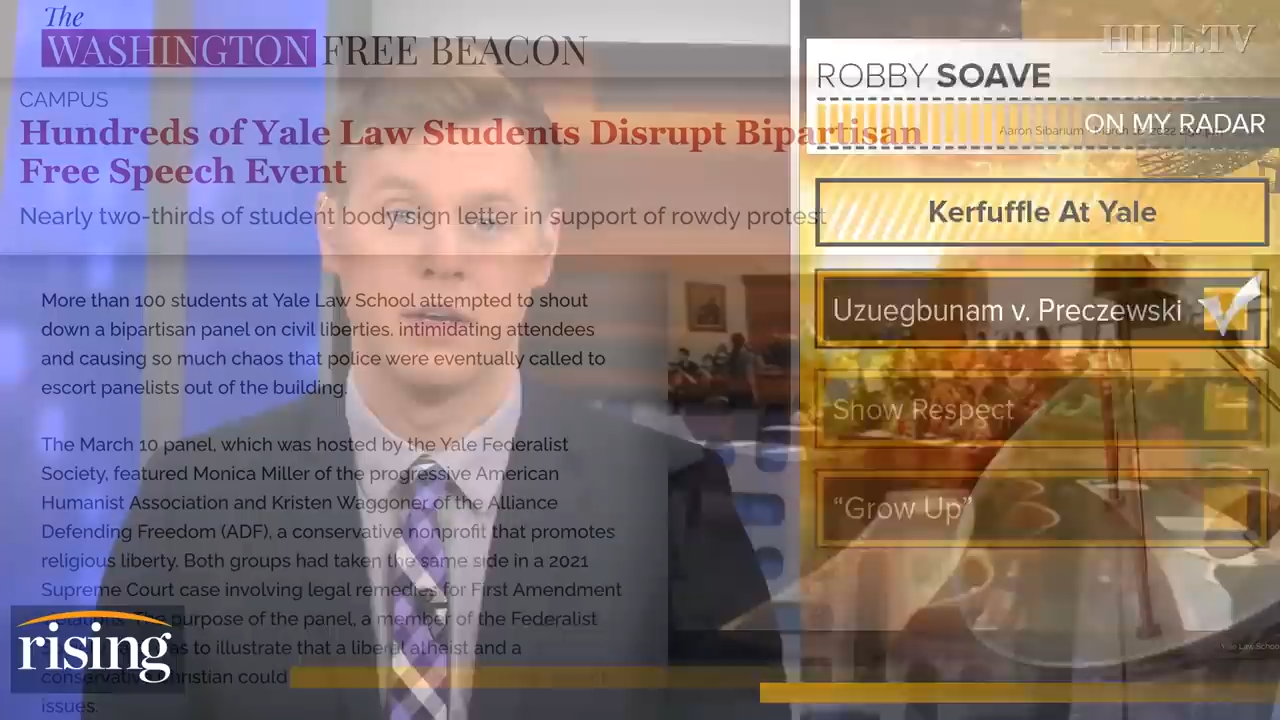 The
WASHINGTON FREE BEACON
CAMPUS
Hundreds of Yale Law Students Disrupt Bipartisan
Free Speech Event
Nearly two-thirds of student body sign letter in support of rowdy protest
Aaron Sibarium
More than 100 students at Yale Law School attempted to shout
down a bipartisan panel on civil liberties, intimidating attendees
and causing so much chaos that police were eventually called to
escort panelists out of the building.
The March 10 panel, which was hosted by the Yale Federalist
Society, featured Monica Miller of the progressive American
Humanist Association and Kristen Waggoner of the Alliance
Defending Freedom (ADF), a conservative nonprofit that promotes
religious liberty. Both groups had taken the same side in a 2021
Supreme Court case involving legal remedies for First Amendment
The purpose of the panel, a member of the Federalist
as to illustrate that a liberal atheist and a
conservative Christian could
issues.
rising
HILL.TV
ROBBY SOAVE
ON MY RADAR
Kerfuffle At Yale
Uzuegbunam v. Preczewski
Show Respect
“Grow Up”
Yale Law School